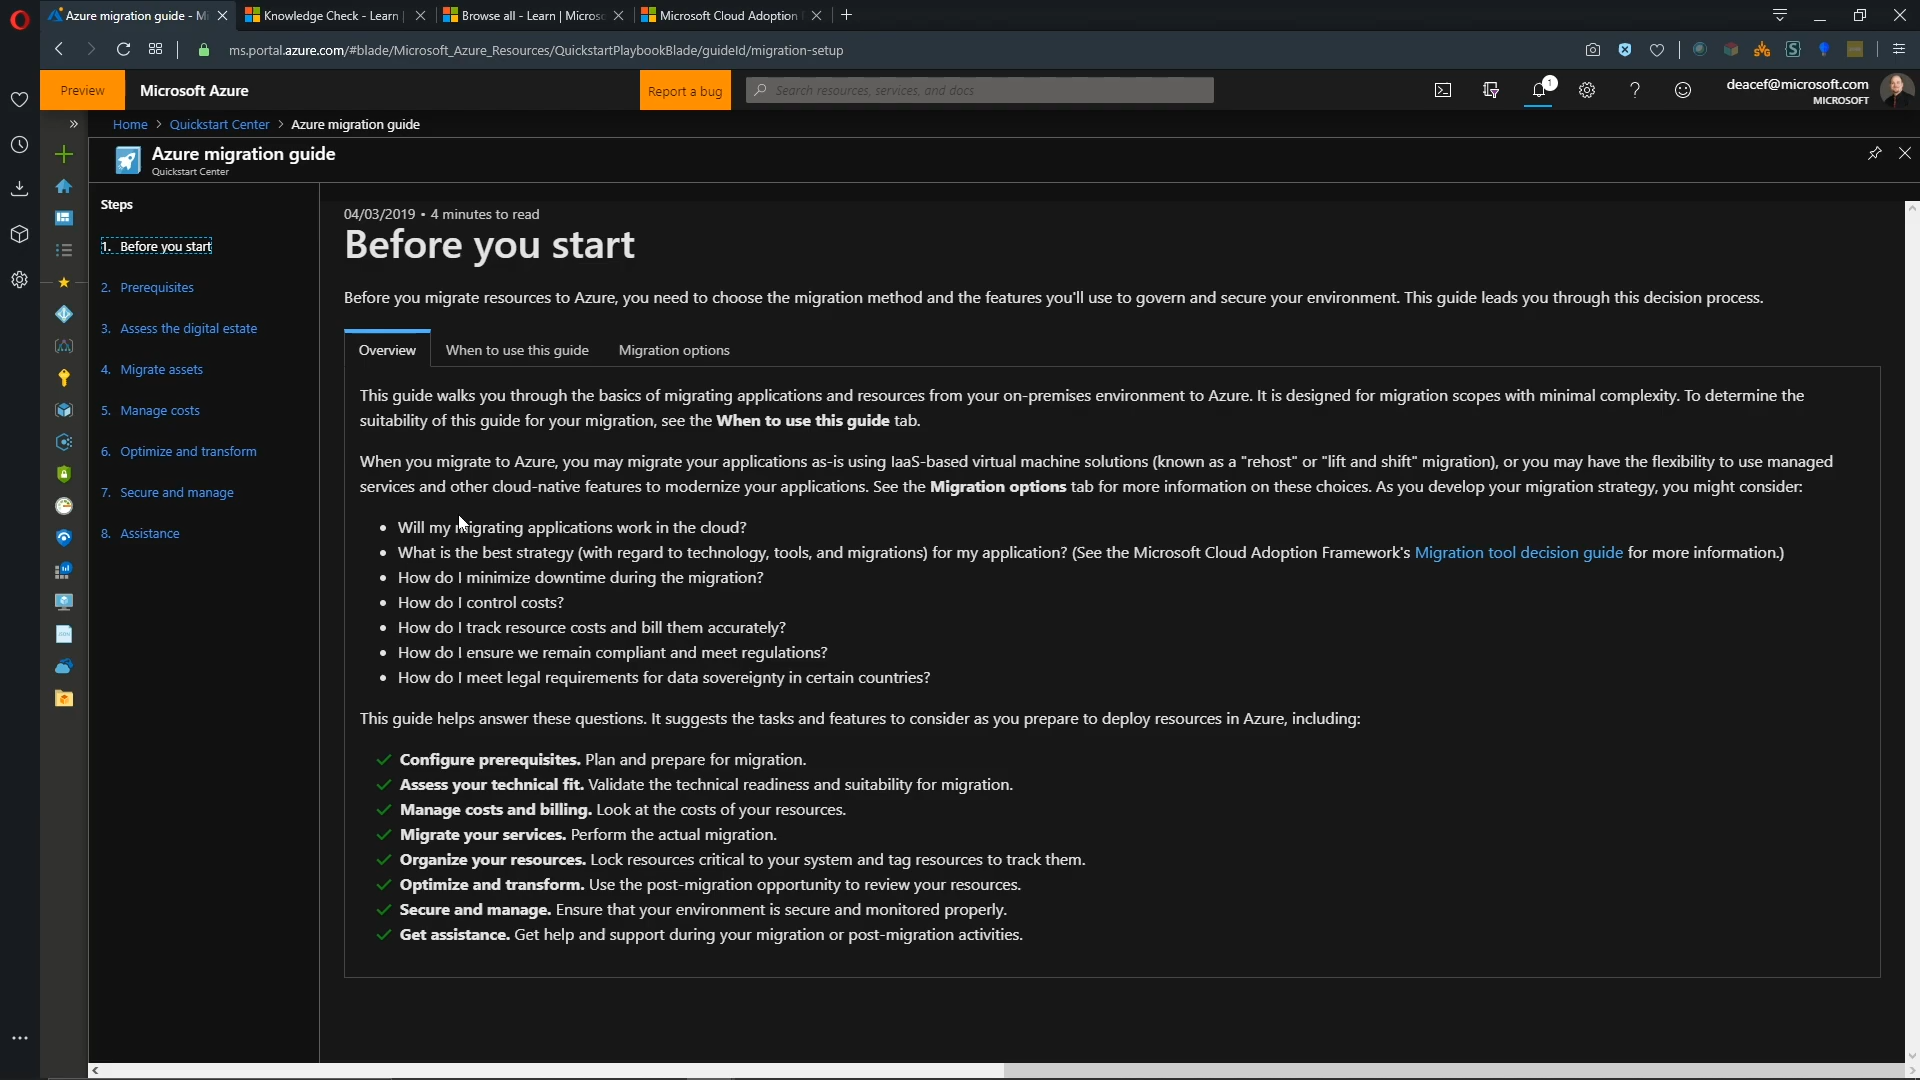 Azure migration guide - Mi
Knowledge Check - Learn
Browse all - Learn | Micros
Microsoft Cloud Adoption
ms.portal.azure.com/#blade/Microsoft_Azure_Resources/QuickstartPlaybookBlade/guideId/migration-setup
Preview
Microsoft Azure
Report a bug
Search resources, services, and docs
1
deacef@microsoft.com
MICROSOFT
Home > Quickstart Center > Azure migration guide
Azure migration guide
Quickstart Center
Steps
1. Before you start
2. Prerequisites
3. Assess the digital estate
4. Migrate assets
5. Manage costs
6. Optimize and transform
7. Secure and manage
8. Assistance
04/03/2019 • 4 minutes to read
Before you start
Before you migrate resources to Azure, you need to choose the migration method and the features you'll use to govern and secure your environment. This guide leads you through this decision process.
Overview
When to use this guide
Migration options
This guide walks you through the basics of migrating applications and resources from your on-premises environment to Azure. It is designed for migration scopes with minimal complexity. To determine the
suitability of this guide for your migration, see the When to use this guide tab.
When you migrate to Azure, you may migrate your applications as-is using IaaS-based virtual machine solutions (known as a "rehost" or "lift and shift" migration), or you may have the flexibility to use managed
services and other cloud-native features to modernize your applications. See the Migration options tab for more information on these choices. As you develop your migration strategy, you might consider:
• Will my migrating applications work in the cloud?
• What is the best strategy (with regard to technology, tools, and migrations) for my application? (See the Microsoft Cloud Adoption Framework's Migration tool decision guide for more information.)
• How do I minimize downtime during the migration?
• How do I control costs?
• How do I track resource costs and bill them accurately?
• How do I ensure we remain compliant and meet regulations?
• How do I meet legal requirements for data sovereignty in certain countries?
This guide helps answer these questions. It suggests the tasks and features to consider as you prepare to deploy resources in Azure, including:
✓ Configure prerequisites. Plan and prepare for migration.
✓ Assess your technical fit. Validate the technical readiness and suitability for migration.
✓ Manage costs and billing. Look at the costs of your resources.
✓ Migrate your services. Perform the actual migration.
✓ Organize your resources. Lock resources critical to your system and tag resources to track them.
✓ Optimize and transform. Use the post-migration opportunity to review your resources.
✓ Secure and manage. Ensure that your environment is secure and monitored properly.
✓ Get assistance. Get help and support during your migration or post-migration activities.